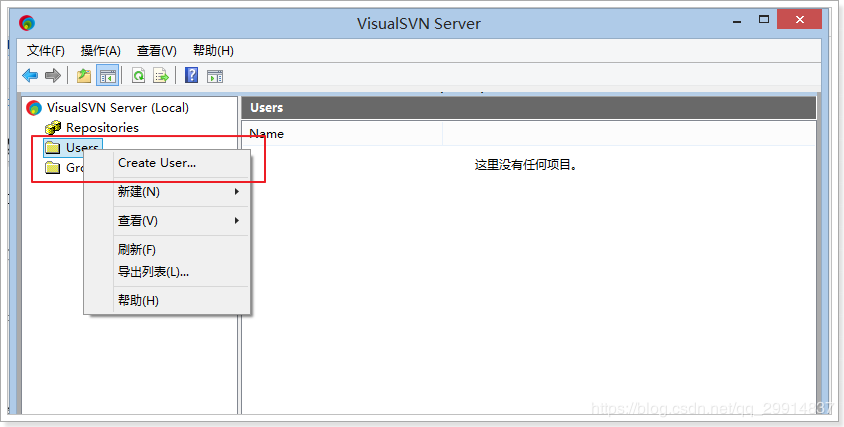 VisualSVN Server
文件(F) 操作(A) 查看(V) 帮助(H)
VisualSVN Server (Local)
Repositories
Users
Create User...
新建(N)
查看(V)
刷新(F)
导出列表(L)...
帮助(H)
Users
Name
这里没有任何项目。
https://blog.csdn.net/qq_29914837